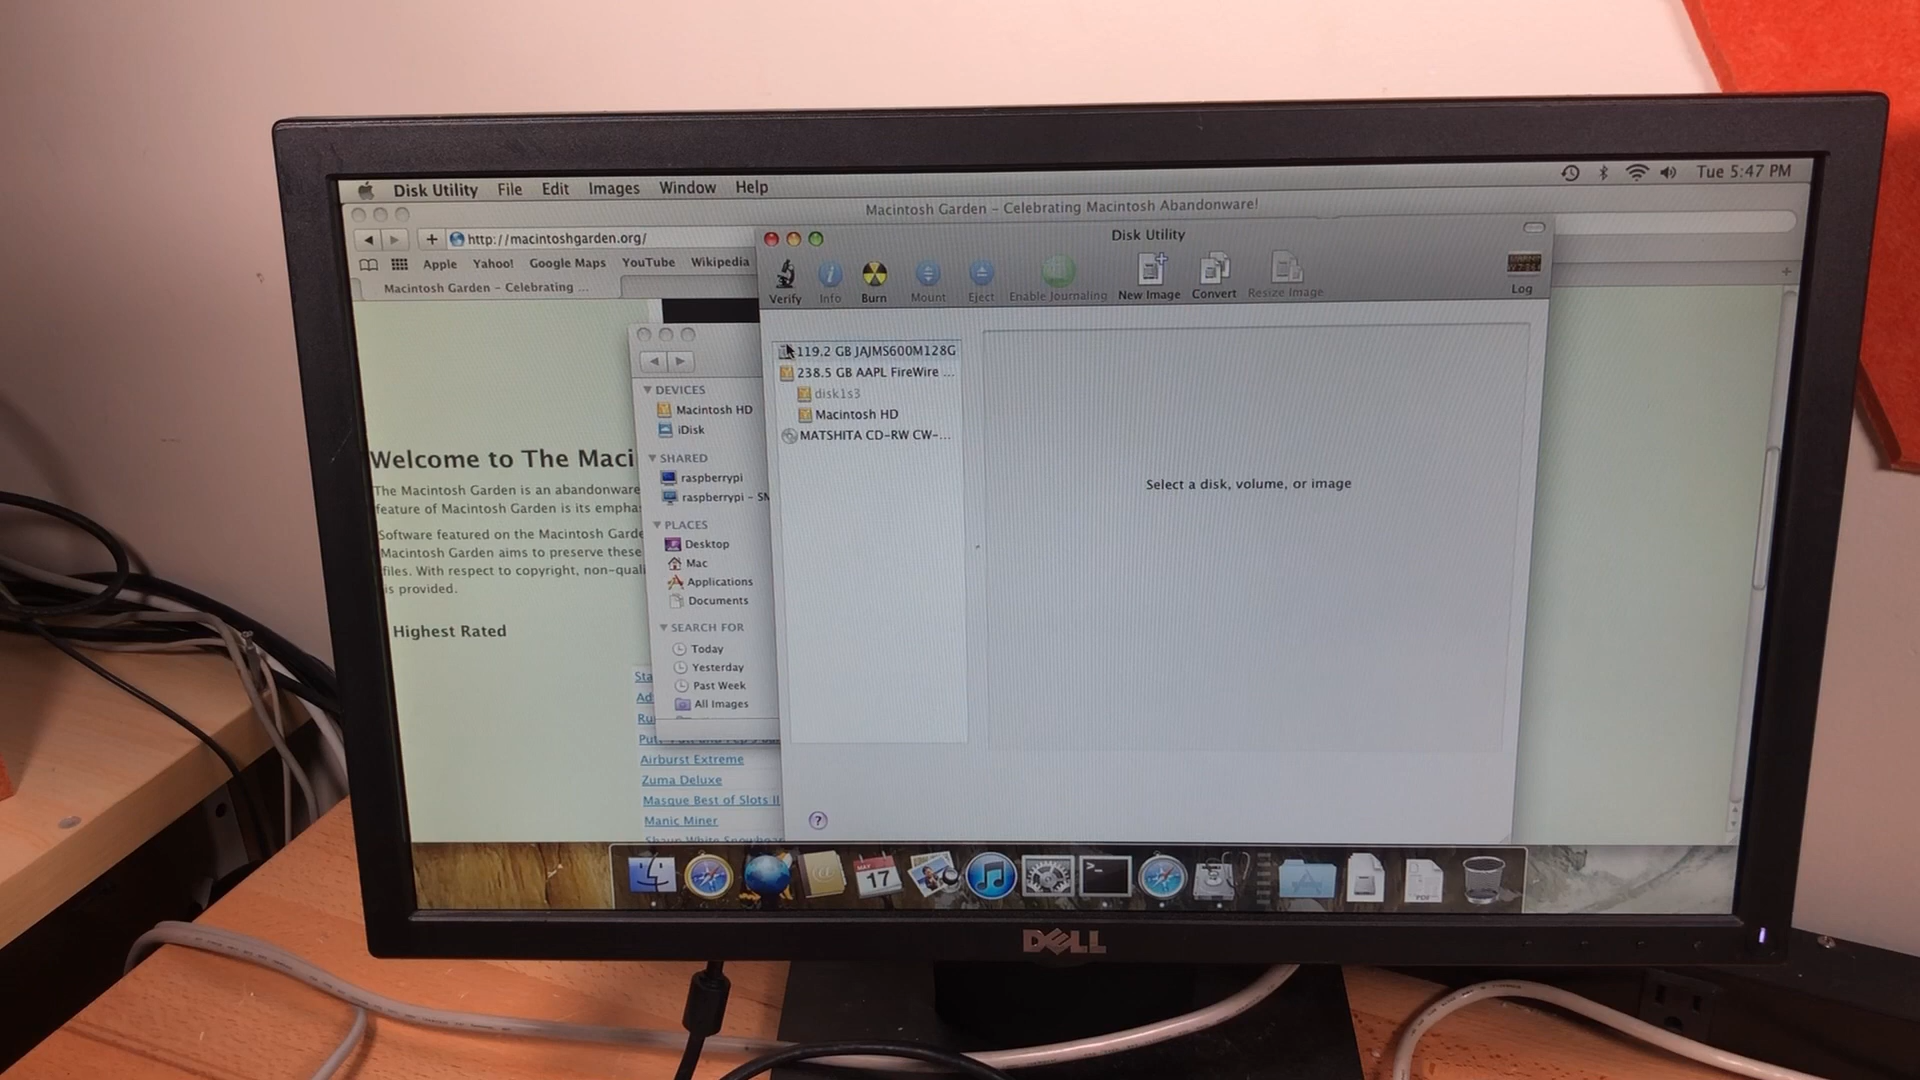 Disk Utility File Edit Images Window Help
Tue 5:47 PM
Macintosh Garden – Celebrating Macintosh Abandonware!
http://macintoshgarden.org/
Apple Yahoo! Google Maps YouTube Wikipedia
Macintosh Garden – Celebrating ...
Disk Utility
Verify Info Burn Mount Eject Enable Journaling New Image Convert Resize Image Log
119.2 GB JAJMS600M128G
238.5 GB AAPL FireWire ...
disk1s3
Macintosh HD
MATSHITA CD-RW CW-...
Select a disk, volume, or image
?
DEVICES
Macintosh HD
iDisk
SHARED
raspberrypi
raspberrypi - SM
PLACES
Desktop
Mac
Applications
Documents
SEARCH FOR
Today
Yesterday
Past Week
All Images
Welcome to The Maci
The Macintosh Garden is an abandonware
feature of Macintosh Garden is its empha
Software featured on the Macintosh Garde
Macintosh Garden aims to preserve these
files. With respect to copyright, non-quali
is provided.
Highest Rated
Sta
Ad
Ru
Airburst Extreme
Zuma Deluxe
Masque Best of Slots II
Manic Miner
MAY
17
PDF
DELL